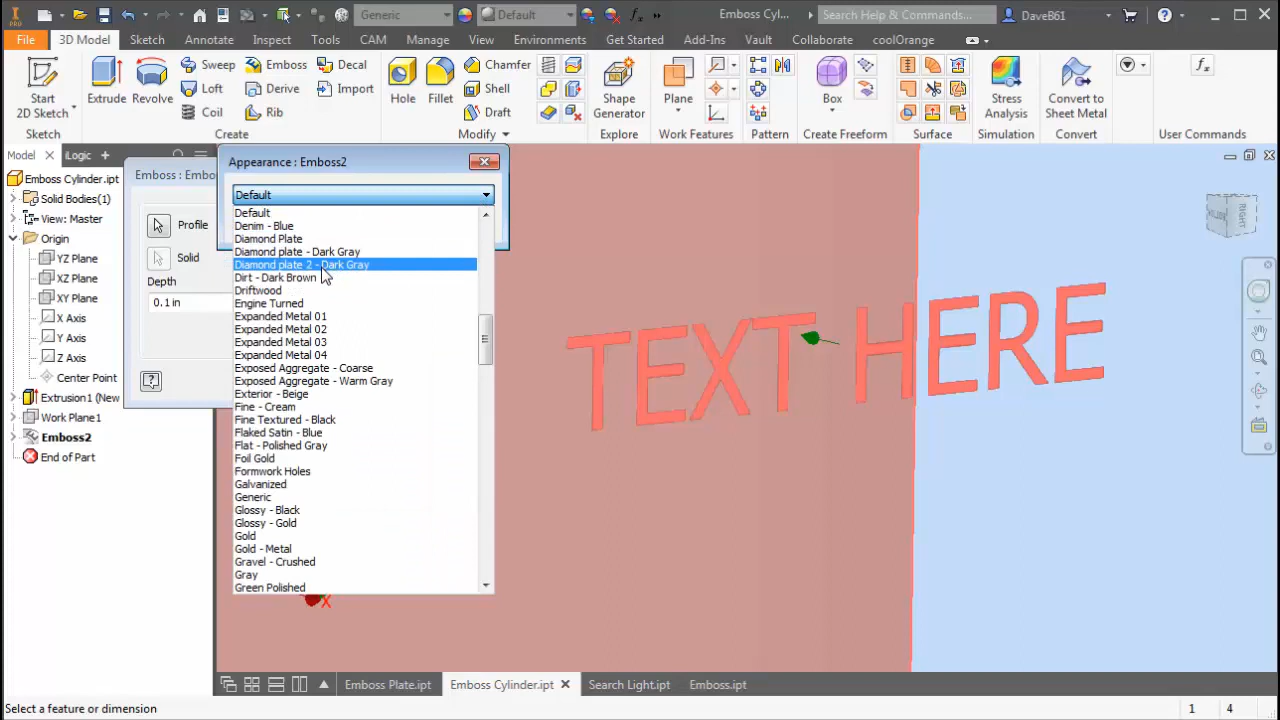 PRO
Generic
Default
Emboss Cyl...
Search Help & Commands...
DaveB61
File
3D Model
Sketch
Annotate
Inspect
Tools
CAM
Manage
View
Environments
Get Started
Add-Ins
Vault
Collaborate
coolOrange
Start
2D Sketch
Extrude
Revolve
Sweep
Emboss
Decal
Loft
Derive
Import
Coil
Rib
Hole
Fillet
Chamfer
Shell
Draft
Shape
Generator
Plane
Box
Stress
Analysis
Convert to
Sheet Metal
Sketch
Create
Modify
Explore
Work Features
Pattern
Create Freeform
Surface
Simulation
Convert
User Commands
Model
iLogic
Emboss Cylinder.ipt
Solid Bodies(1)
View: Master
Origin
YZ Plane
XZ Plane
XY Plane
X Axis
Y Axis
Z Axis
Center Point
Extrusion1 (New
Work Plane1
Emboss2
End of Part
Emboss : Embo
Profile
Solid
Depth
0.1 in
Appearance : Emboss2
Default
Default
Denim - Blue
Diamond Plate
Diamond plate - Dark Gray
Diamond plate 2 - Dark Gray
Dirt - Dark Brown
Driftwood
Engine Turned
Expanded Metal 01
Expanded Metal 02
Expanded Metal 03
Expanded Metal 04
Exposed Aggregate - Coarse
Exposed Aggregate - Warm Gray
Exterior - Beige
Fine - Cream
Fine Textured - Black
Flaked Satin - Blue
Flat - Polished Gray
Foil Gold
Formwork Holes
Galvanized
Generic
Glossy - Black
Glossy - Gold
Gold
Gold - Metal
Gravel - Crushed
Gray
Green Polished
TEXT HERE
RIGHT
X
Emboss Plate.ipt
Emboss Cylinder.ipt
Search Light.ipt
Emboss.ipt
Select a feature or dimension
1
4